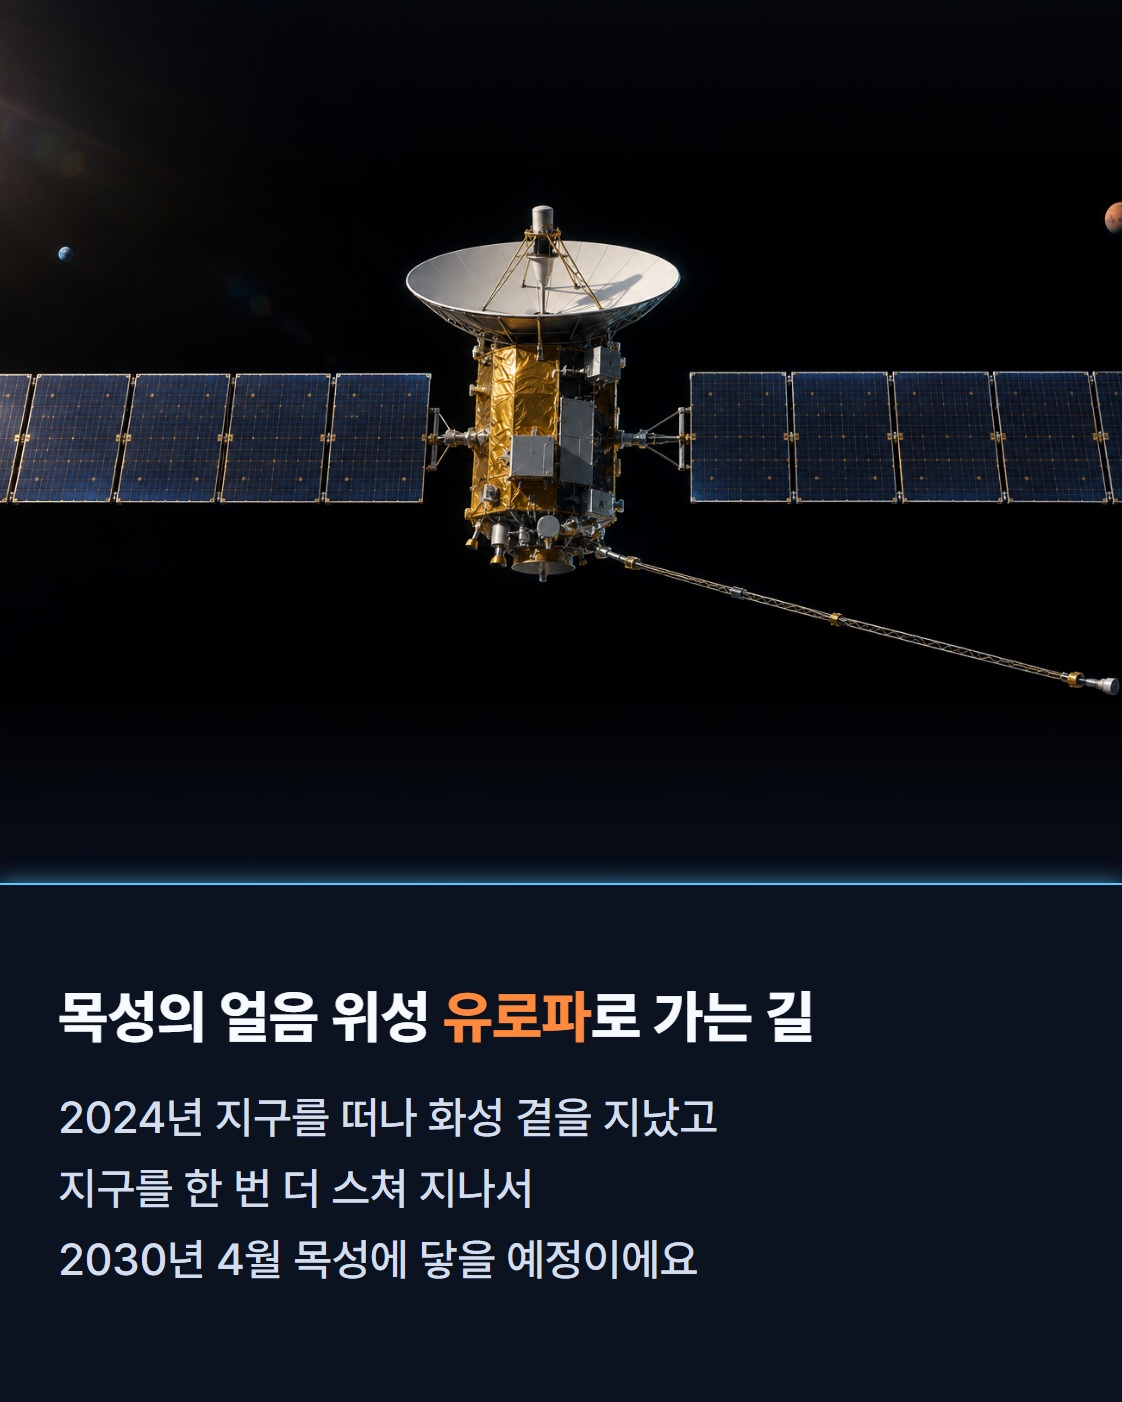 목성의 얼음 위성 유로파로 가는 길
2024년 지구를 떠나 화성 곁을 지났고
지구를 한 번 더 스쳐 지나서
2030년 4월 목성에 닿을 예정이에요